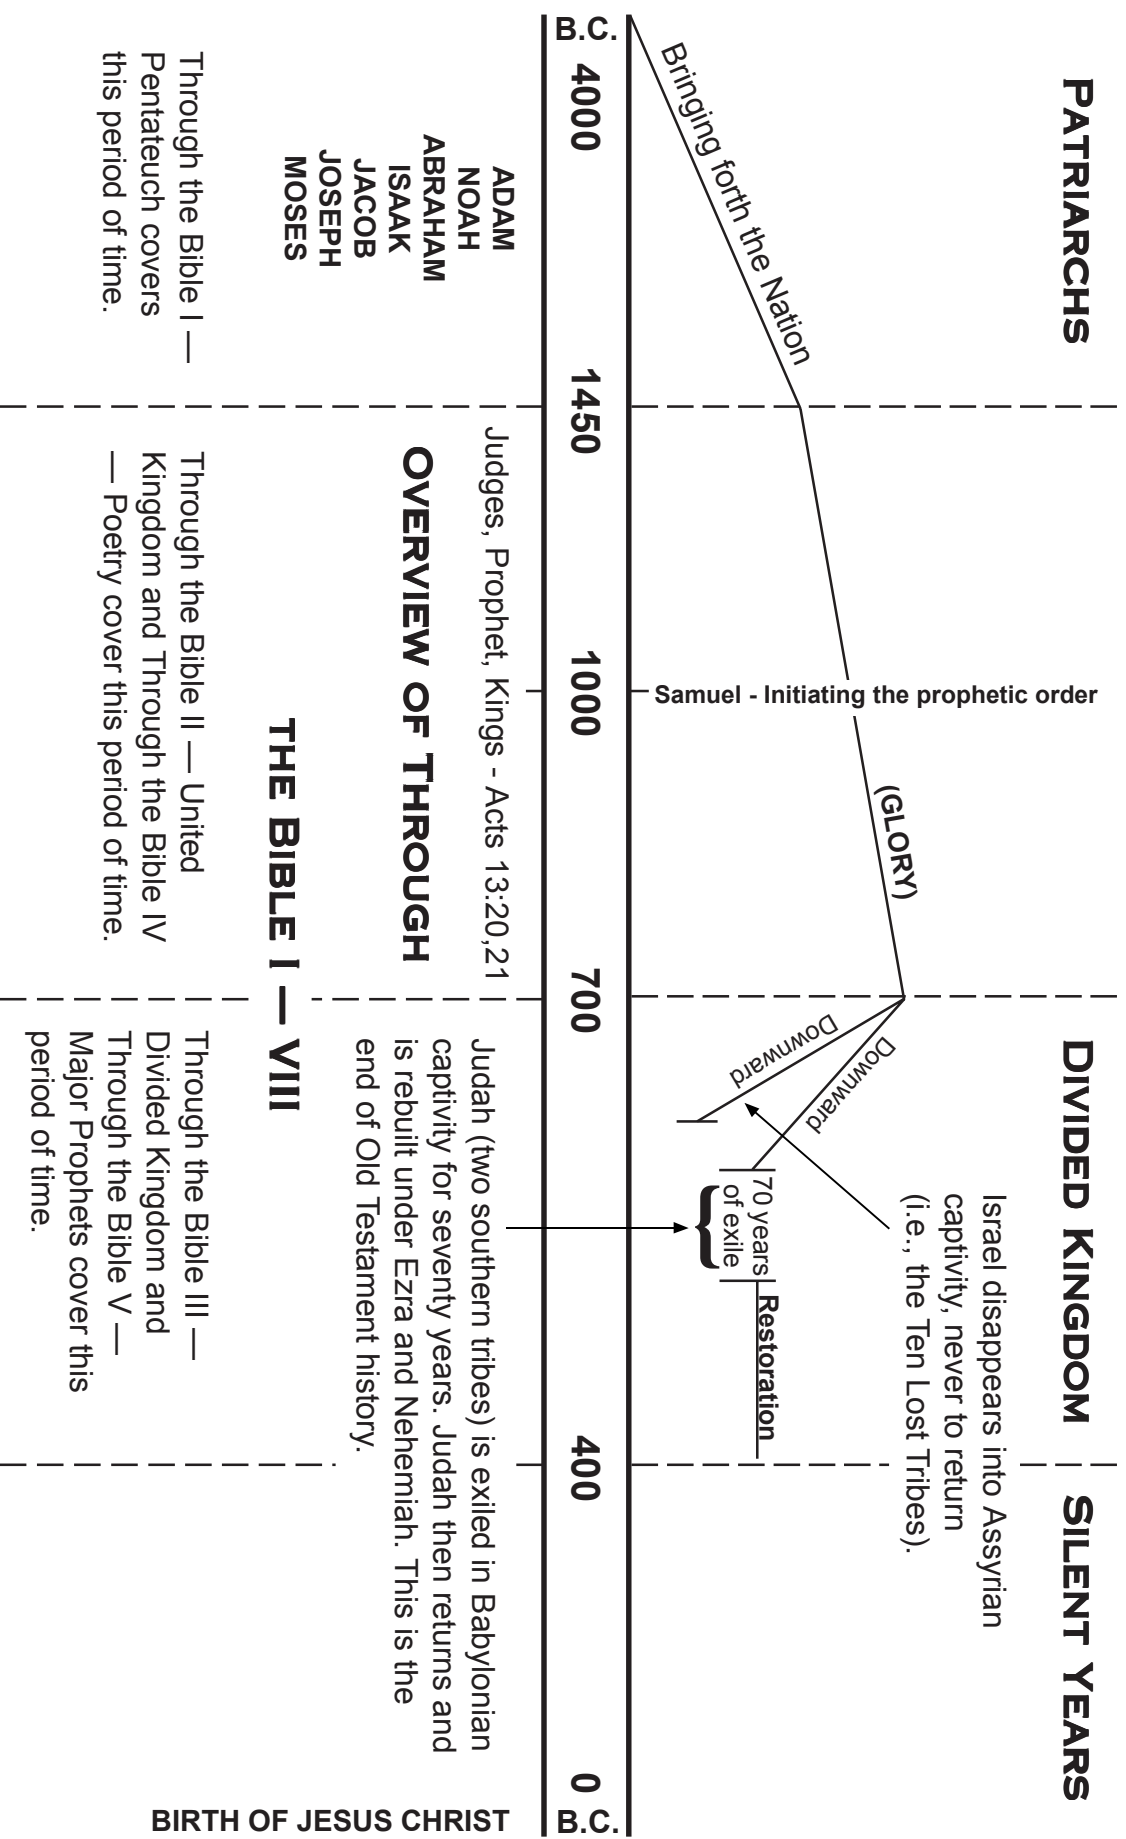 PATRIARCHS
DIVIDED KINGDOM
SILENT YEARS
Israel disappears into Assyrian
captivity, never to return
(i.e., the Ten Lost Tribes).
Bringing forth the Nation
Samuel - Initiating the prophetic order
(GLORY)
Downward
Downward
70 years
of exile
Restoration
B.C.
4000
1450
1000
700
400
0
B.C.
ADAM
NOAH
ABRAHAM
ISAAK
JACOB
JOSEPH
MOSES
Judges, Prophet, Kings - Acts 13:20,21
OVERVIEW OF THROUGH
THE BIBLE I — VIII
Judah (two southern tribes) is exiled in Babylonian
captivity for seventy years. Judah then returns and
is rebuilt under Ezra and Nehemiah. This is the
end of Old Testament history.
BIRTH OF JESUS CHRIST
Through the Bible I —
Pentateuch covers
this period of time.
Through the Bible II — United
Kingdom and Through the Bible IV
— Poetry cover this period of time.
Through the Bible III —
Divided Kingdom and
Through the Bible V —
Major Prophets cover this
period of time.